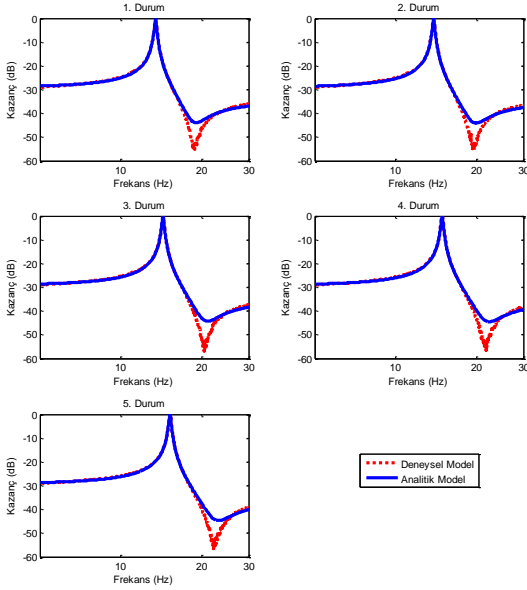 1. Durum
0
-10
-20
-30
-40
-50
-60
Kazanç (dB)
10
20
30
Frekans (Hz)
2. Durum
0
-10
-20
-30
-40
-50
-60
Kazanç (dB)
10
20
30
Frekans (Hz)
3. Durum
0
-10
-20
-30
-40
-50
-60
Kazanç (dB)
10
20
30
Frekans (Hz)
4. Durum
0
-10
-20
-30
-40
-50
-60
Kazanç (dB)
10
20
30
Frekans (Hz)
5. Durum
0
-10
-20
-30
-40
-50
-60
Kazanç (dB)
10
20
30
Frekans (Hz)
Deneysel Model
Analitik Model